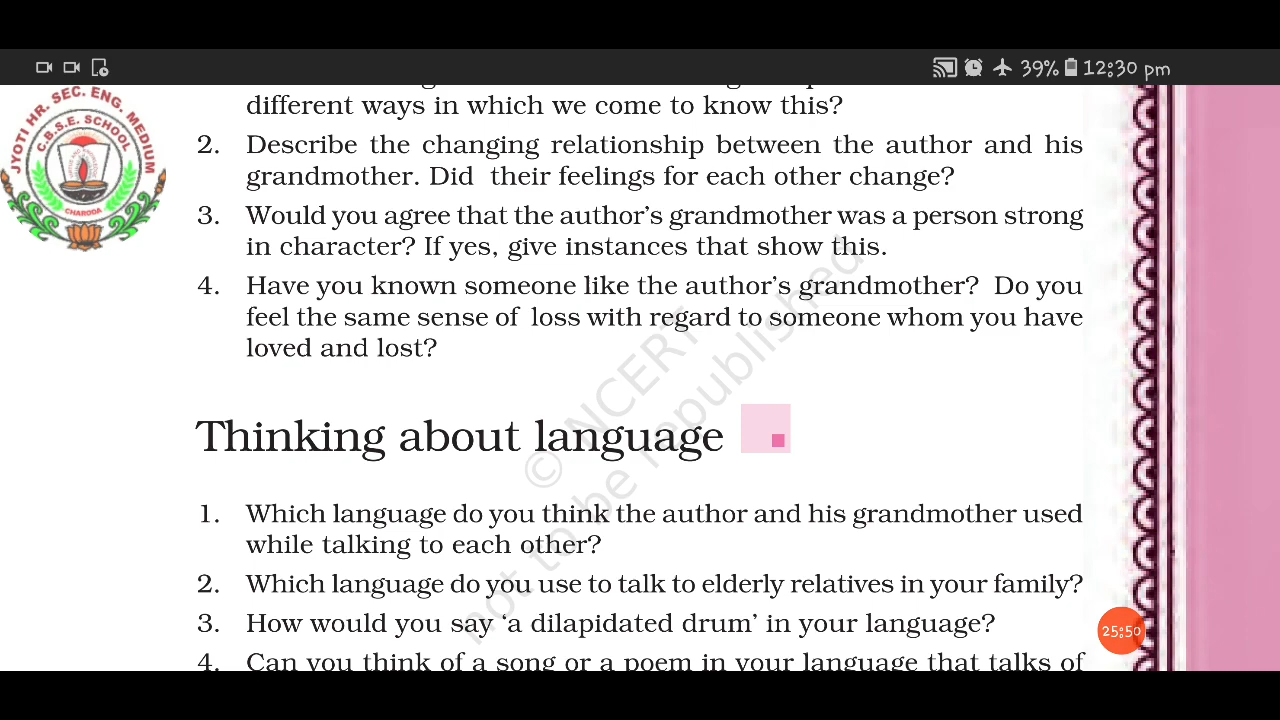 39% 12:30 pm
JYOTI HR. SEC. ENG. MEDIUM
C.B.S.E. SCHOOL
CHARODA
different ways in which we come to know this?
2. Describe the changing relationship between the author and his
grandmother. Did their feelings for each other change?
3. Would you agree that the author's grandmother was a person strong
in character? If yes, give instances that show this.
4. Have you known someone like the author's grandmother? Do you
feel the same sense of loss with regard to someone whom you have
loved and lost?
© NCERT
not to be republished
Thinking about language
1. Which language do you think the author and his grandmother used
while talking to each other?
2. Which language do you use to talk to elderly relatives in your family?
3. How would you say 'a dilapidated drum' in your language?
25:50
4. Can you think of a song or a poem in your language that talks of